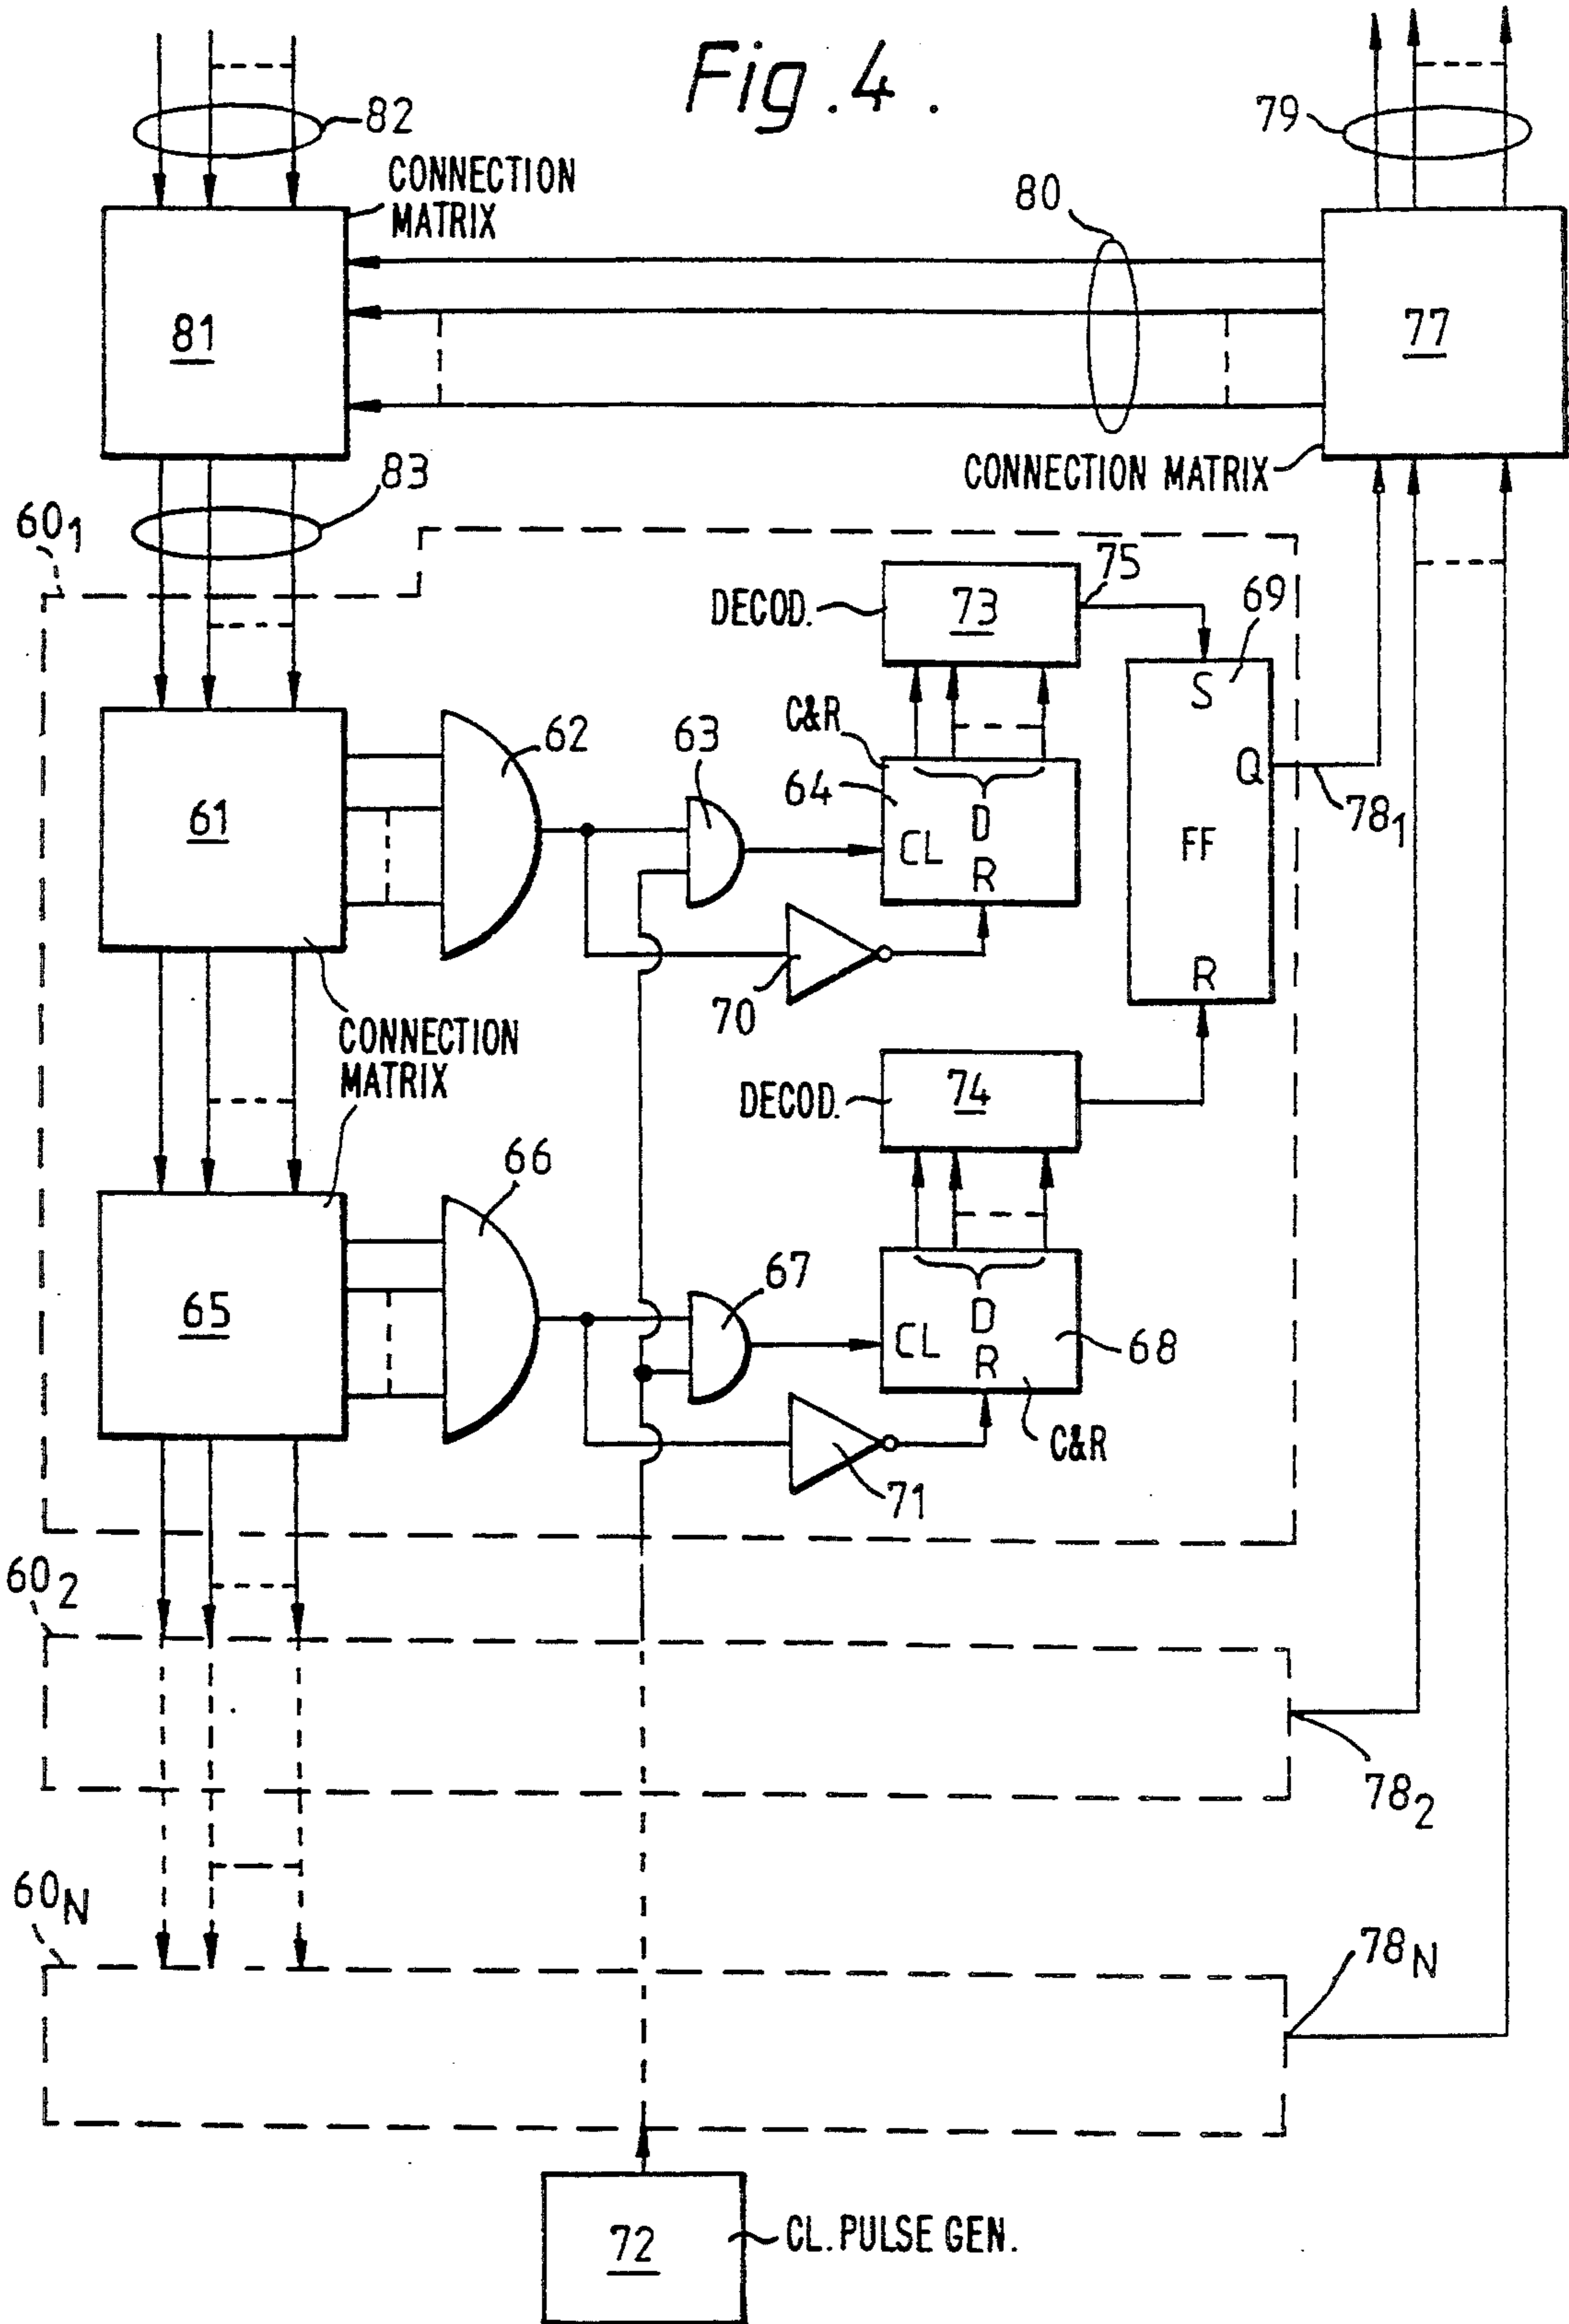 Fig.4.
82
79
CONNECTION
MATRIX
80
81
77
83
CONNECTION MATRIX
60₁
75
DECOD.
73
69
S
62
63
C&R
64
D
CL
R
Q
78₁
FF
61
70
R
CONNECTION
MATRIX
DECOD.
74
66
67
65
D
CL
R
68
C&R
71
60₂
78₂
60N
78N
72
CL. PULSE GEN.